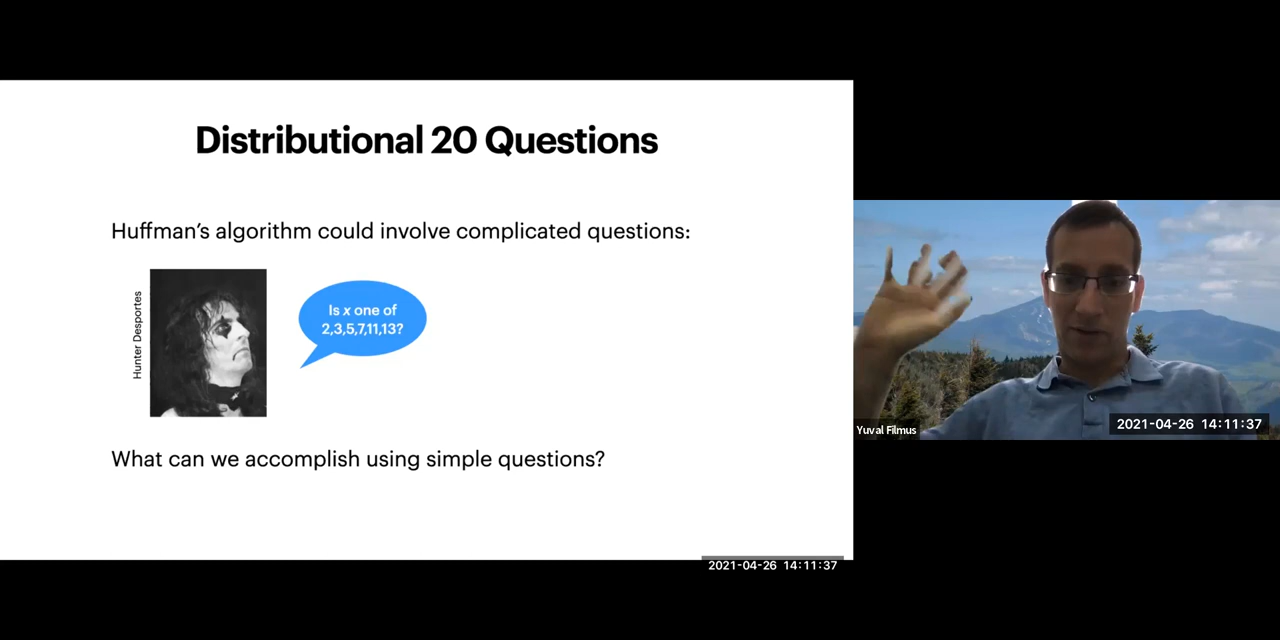 Distributional 20 Questions
Huffman's algorithm could involve complicated questions:
Hunter Desportes
Is x one of
2,3,5,7,11,13?
What can we accomplish using simple questions?
2021-04-26 14:11:37
Yuval Filmus
2021-04-26 14:11:37